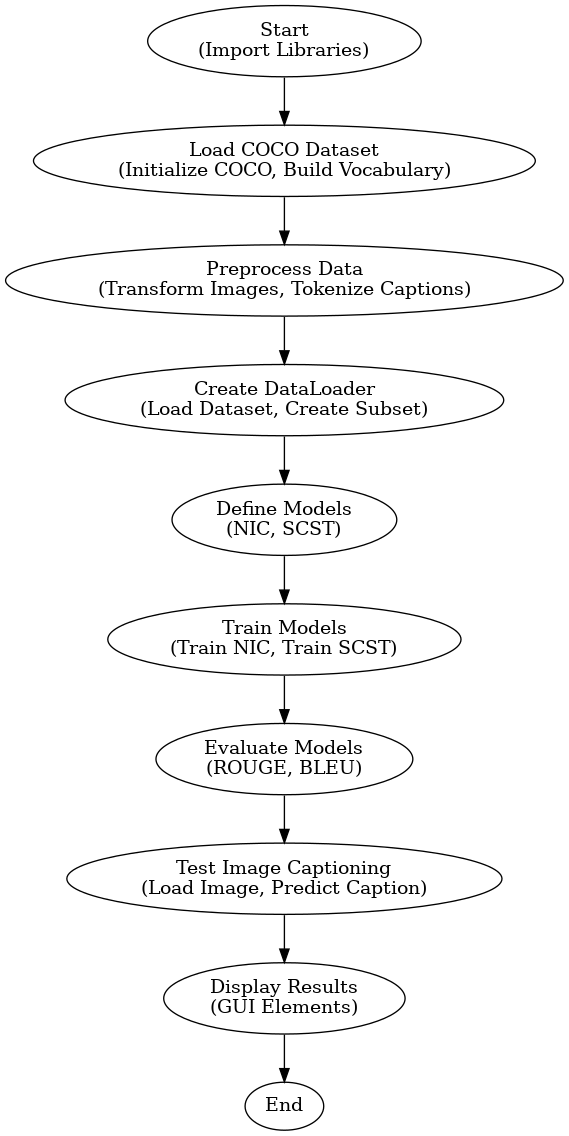 Start
(Import Libraries)
Load COCO Dataset
(Initialize COCO, Build Vocabulary)
Preprocess Data
(Transform Images, Tokenize Captions)
Create DataLoader
(Load Dataset, Create Subset)
Define Models
(NIC, SCST)
Train Models
(Train NIC, Train SCST)
Evaluate Models
(ROUGE, BLEU)
Test Image Captioning
(Load Image, Predict Caption)
Display Results
(GUI Elements)
End